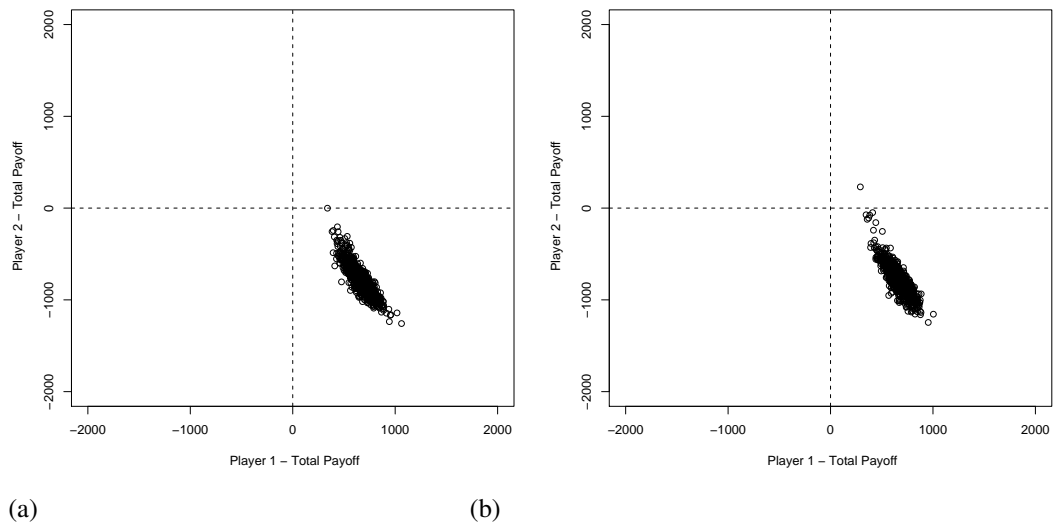 2000
1000
0
−1000
−2000
Player 2 − Total Payoff
−2000 −1000 0 1000 2000
Player 1 − Total Payoff
(a)
2000
1000
0
−1000
−2000
Player 2 − Total Payoff
−2000 −1000 0 1000 2000
Player 1 − Total Payoff
(b)